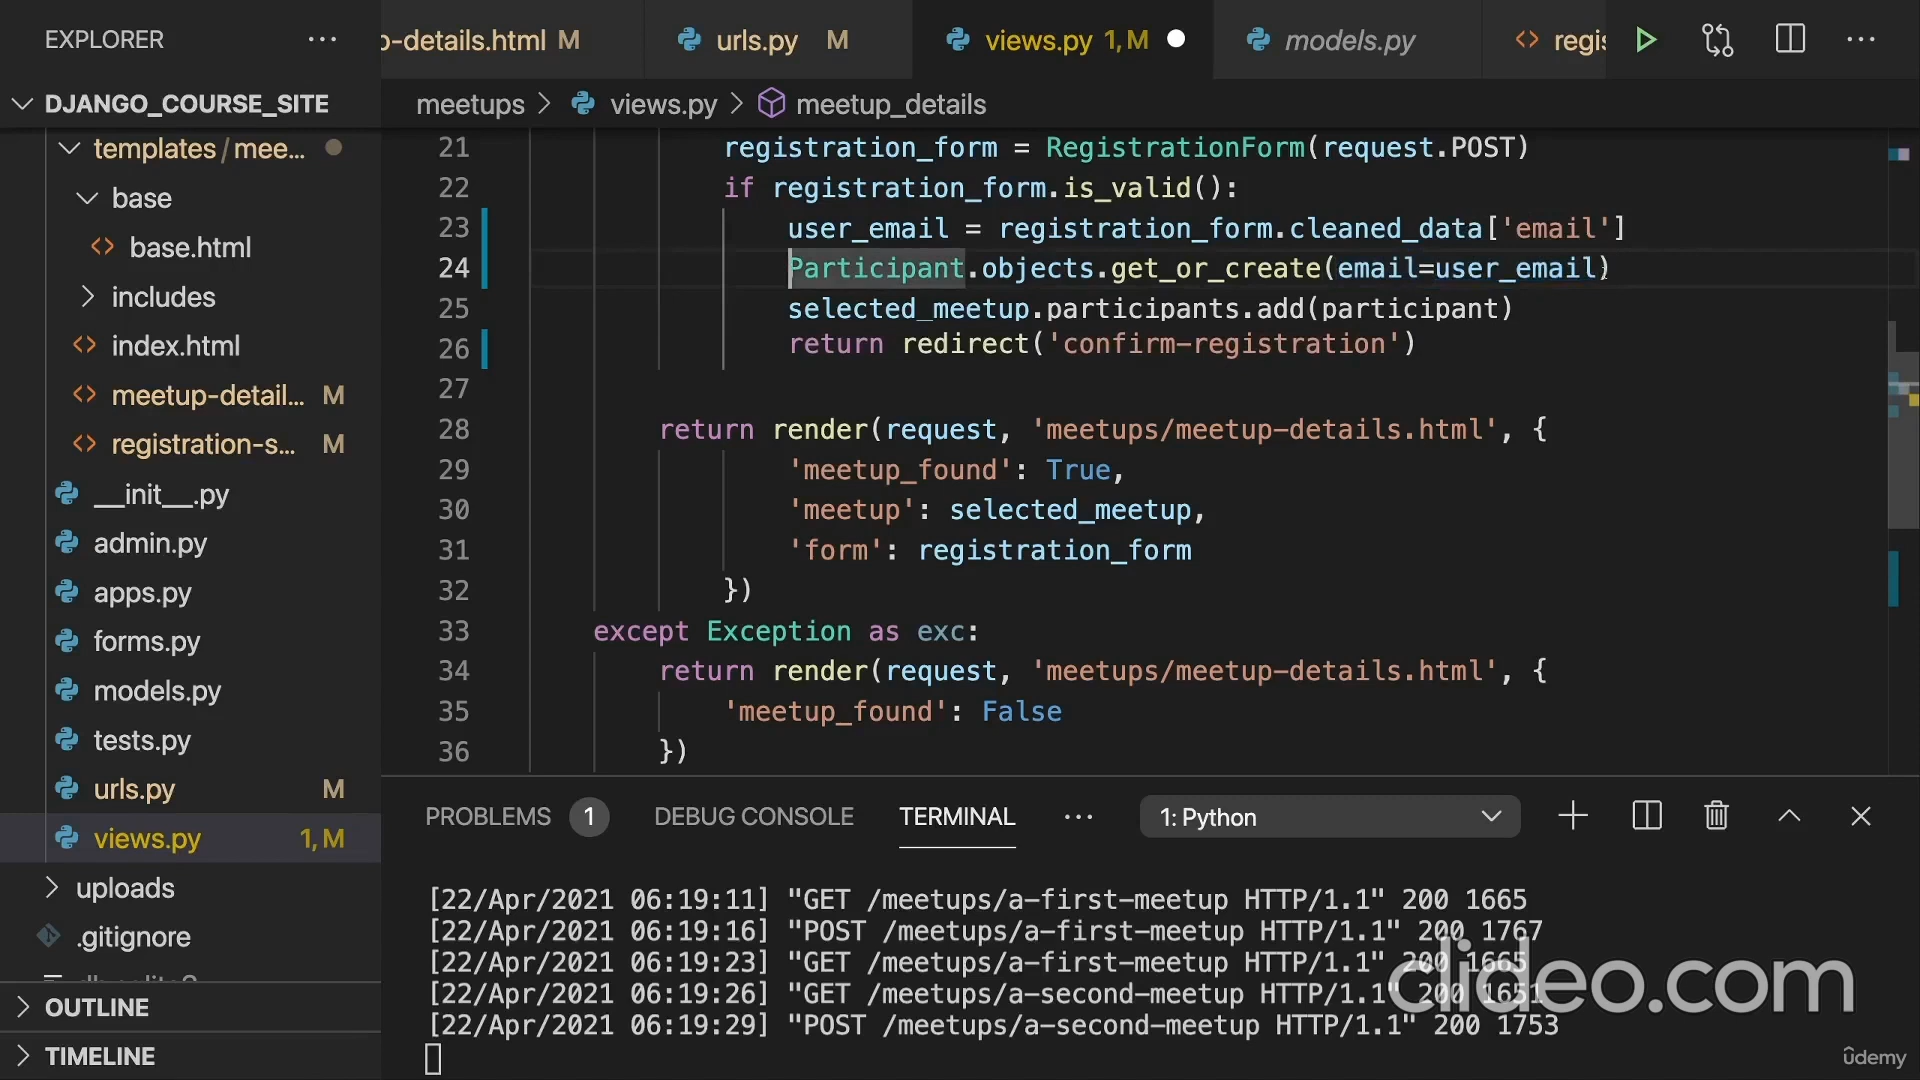 EXPLORER
DJANGO_COURSE_SITE
templates/mee...
base
base.html
includes
index.html
meetup-detail... M
registration-s... M
__init__.py
admin.py
apps.py
forms.py
models.py
tests.py
urls.py M
views.py 1, M
uploads
.gitignore
OUTLINE
TIMELINE
p-details.html M
urls.py M
views.py 1, M
models.py
regis
meetups > views.py > meetup_details
21 registration_form = RegistrationForm(request.POST)
22 if registration_form.is_valid():
23 user_email = registration_form.cleaned_data['email']
24 Participant.objects.get_or_create(email=user_email)
25 selected_meetup.participants.add(participant)
26 return redirect('confirm-registration')
27
28 return render(request, 'meetups/meetup-details.html', {
29 'meetup_found': True,
30 'meetup': selected_meetup,
31 'form': registration_form
32 })
33 except Exception as exc:
34 return render(request, 'meetups/meetup-details.html', {
35 'meetup_found': False
36 })
PROBLEMS 1 DEBUG CONSOLE TERMINAL ... 1: Python
[22/Apr/2021 06:19:11] "GET /meetups/a-first-meetup HTTP/1.1" 200 1665
[22/Apr/2021 06:19:16] "POST /meetups/a-first-meetup HTTP/1.1" 200 1767
[22/Apr/2021 06:19:23] "GET /meetups/a-first-meetup HTTP/1.1" 200 1665
[22/Apr/2021 06:19:26] "GET /meetups/a-second-meetup HTTP/1.1" 200 1651
[22/Apr/2021 06:19:29] "POST /meetups/a-second-meetup HTTP/1.1" 200 1753
clideo.com
ûdemy